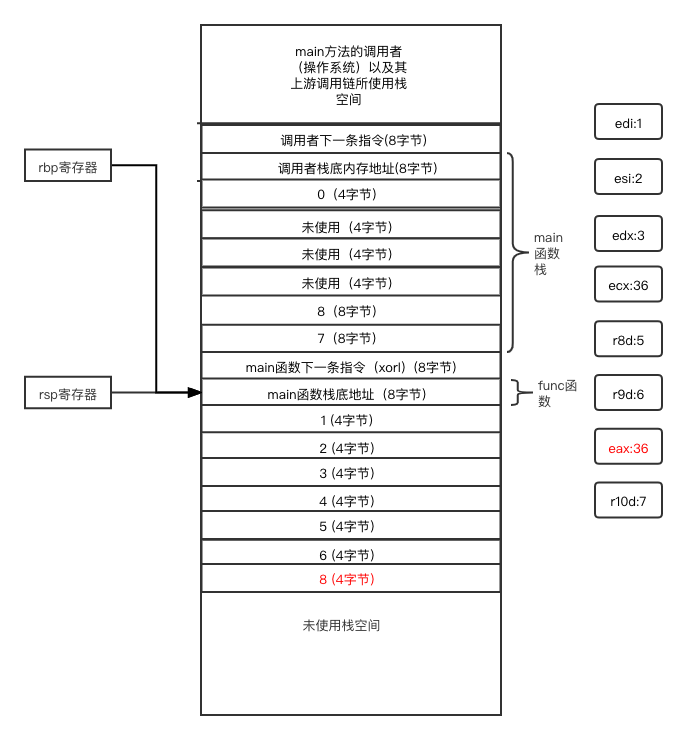 main方法的调用者
（操作系统）以及其
上游调用链所使用栈
空间
调用者下一条指令(8字节)
调用者栈底内存地址(8字节)
0（4字节)
未使用（4字节)
未使用（4字节)
未使用（4字节)
8（8字节)
7（8字节)
main函数下一条指令（xorl）(8字节)
main函数栈底地址（8字节)
1 (4字节)
2 (4字节)
3 (4字节)
4 (4字节)
5 (4字节)
6 (4字节)
8 (4字节)
未使用栈空间
rbp寄存器
rsp寄存器
main
函数
栈
func函
数
edi:1
esi:2
edx:3
ecx:36
r8d:5
r9d:6
eax:36
r10d:7